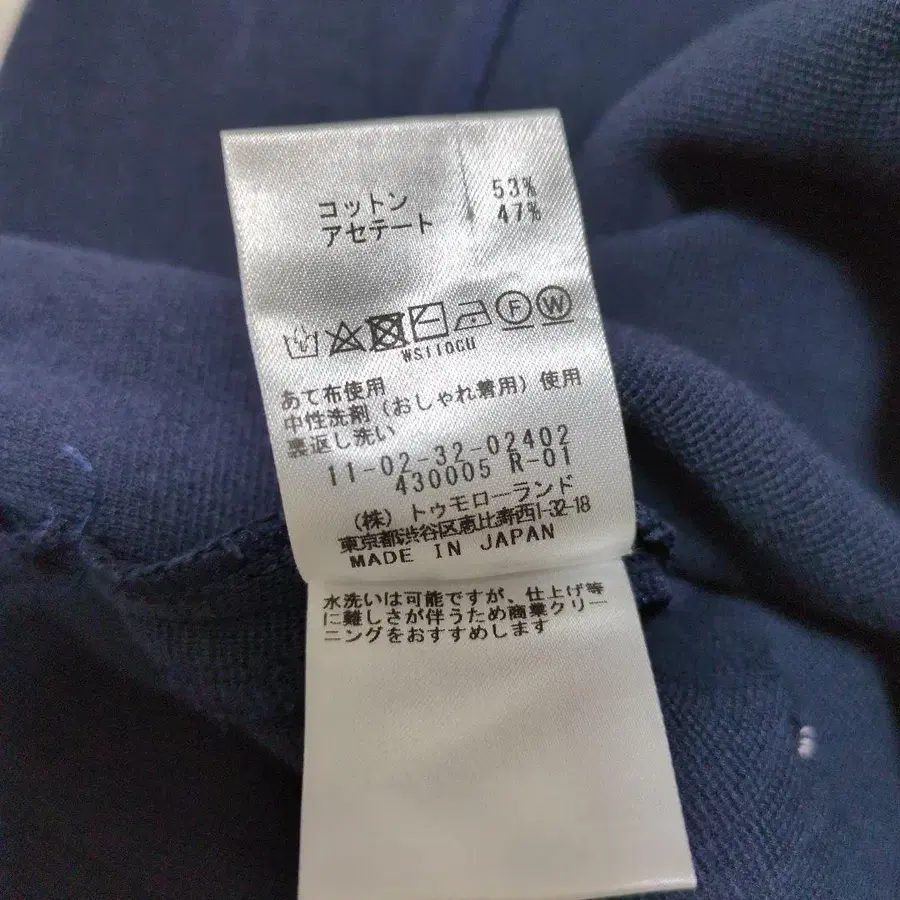 コットン 53%
アセテート 47%
F W
WS110CU
あて布使用
中性洗剤（おしゃれ着用）使用
裏返し洗い
11-02-32-02402
430005 R-01
（株）トゥモローランド
東京都渋谷区恵比寿西1-32-18
MADE IN JAPAN
水洗いは可能ですが、仕上げ等
に難しさが伴うため商業クリー
ニングをおすすめします